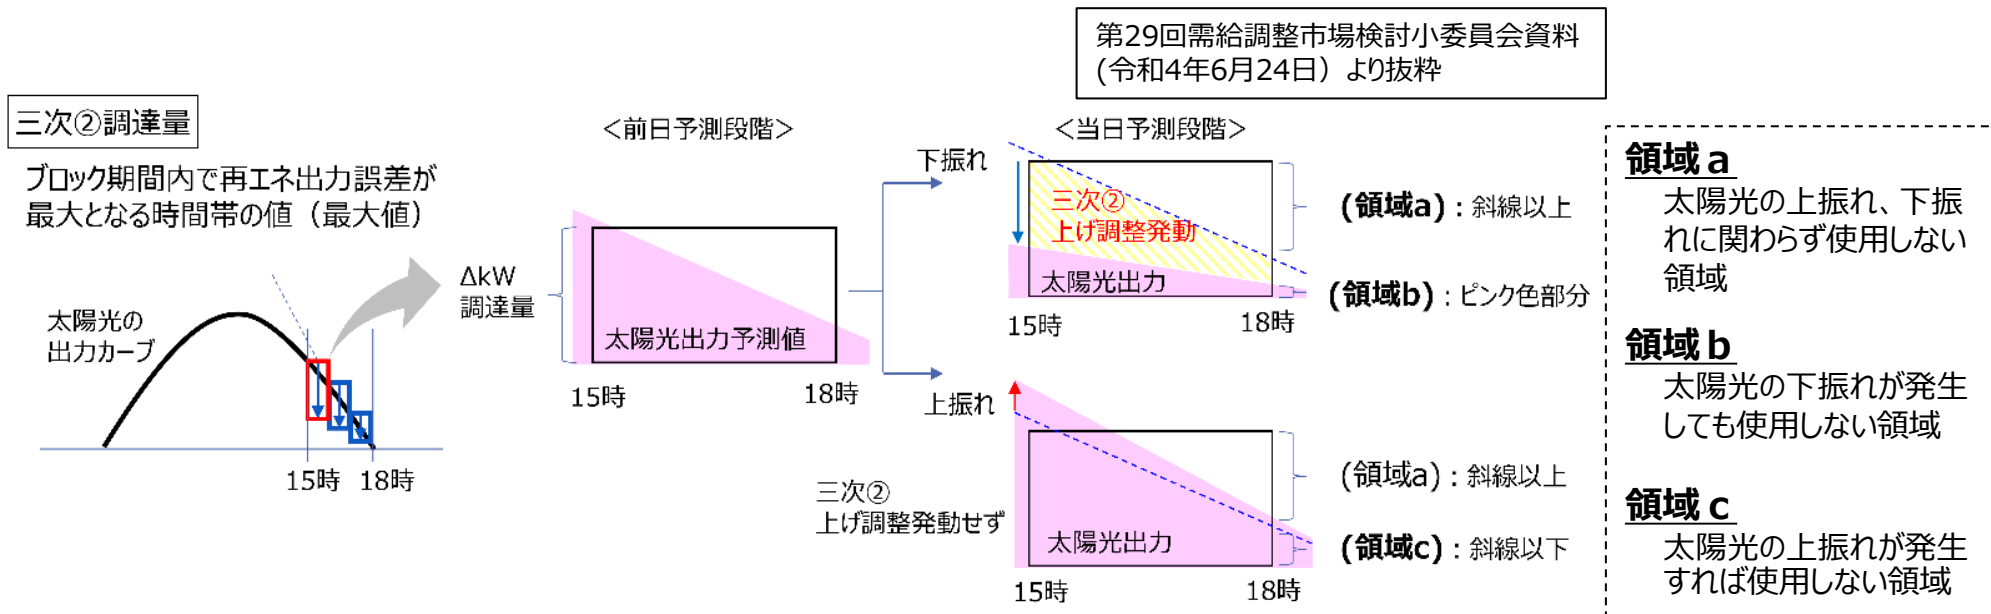 第29回需給調整市場検討小委員会資料
(令和4年6月24日）より抜粋
三次②調達量
ブロック期間内で再エネ出力誤差が
最大となる時間帯の値（最大値）
太陽光の
出力カーブ
15時
18時
＜前日予測段階＞
ΔkW
調達量
太陽光出力予測値
15時
18時
＜当日予測段階＞
下振れ
三次②
上げ調整発動
太陽光出力
15時
18時
(領域a)：斜線以上
(領域b)：ピンク色部分
上振れ
三次②
上げ調整発動せず
太陽光出力
15時
18時
(領域a)：斜線以上
(領域c)：斜線以下
領域a
太陽光の上振れ、下振
れに関わらず使用しない
領域
領域b
太陽光の下振れが発生
しても使用しない領域
領域c
太陽光の上振れが発生
すれば使用しない領域